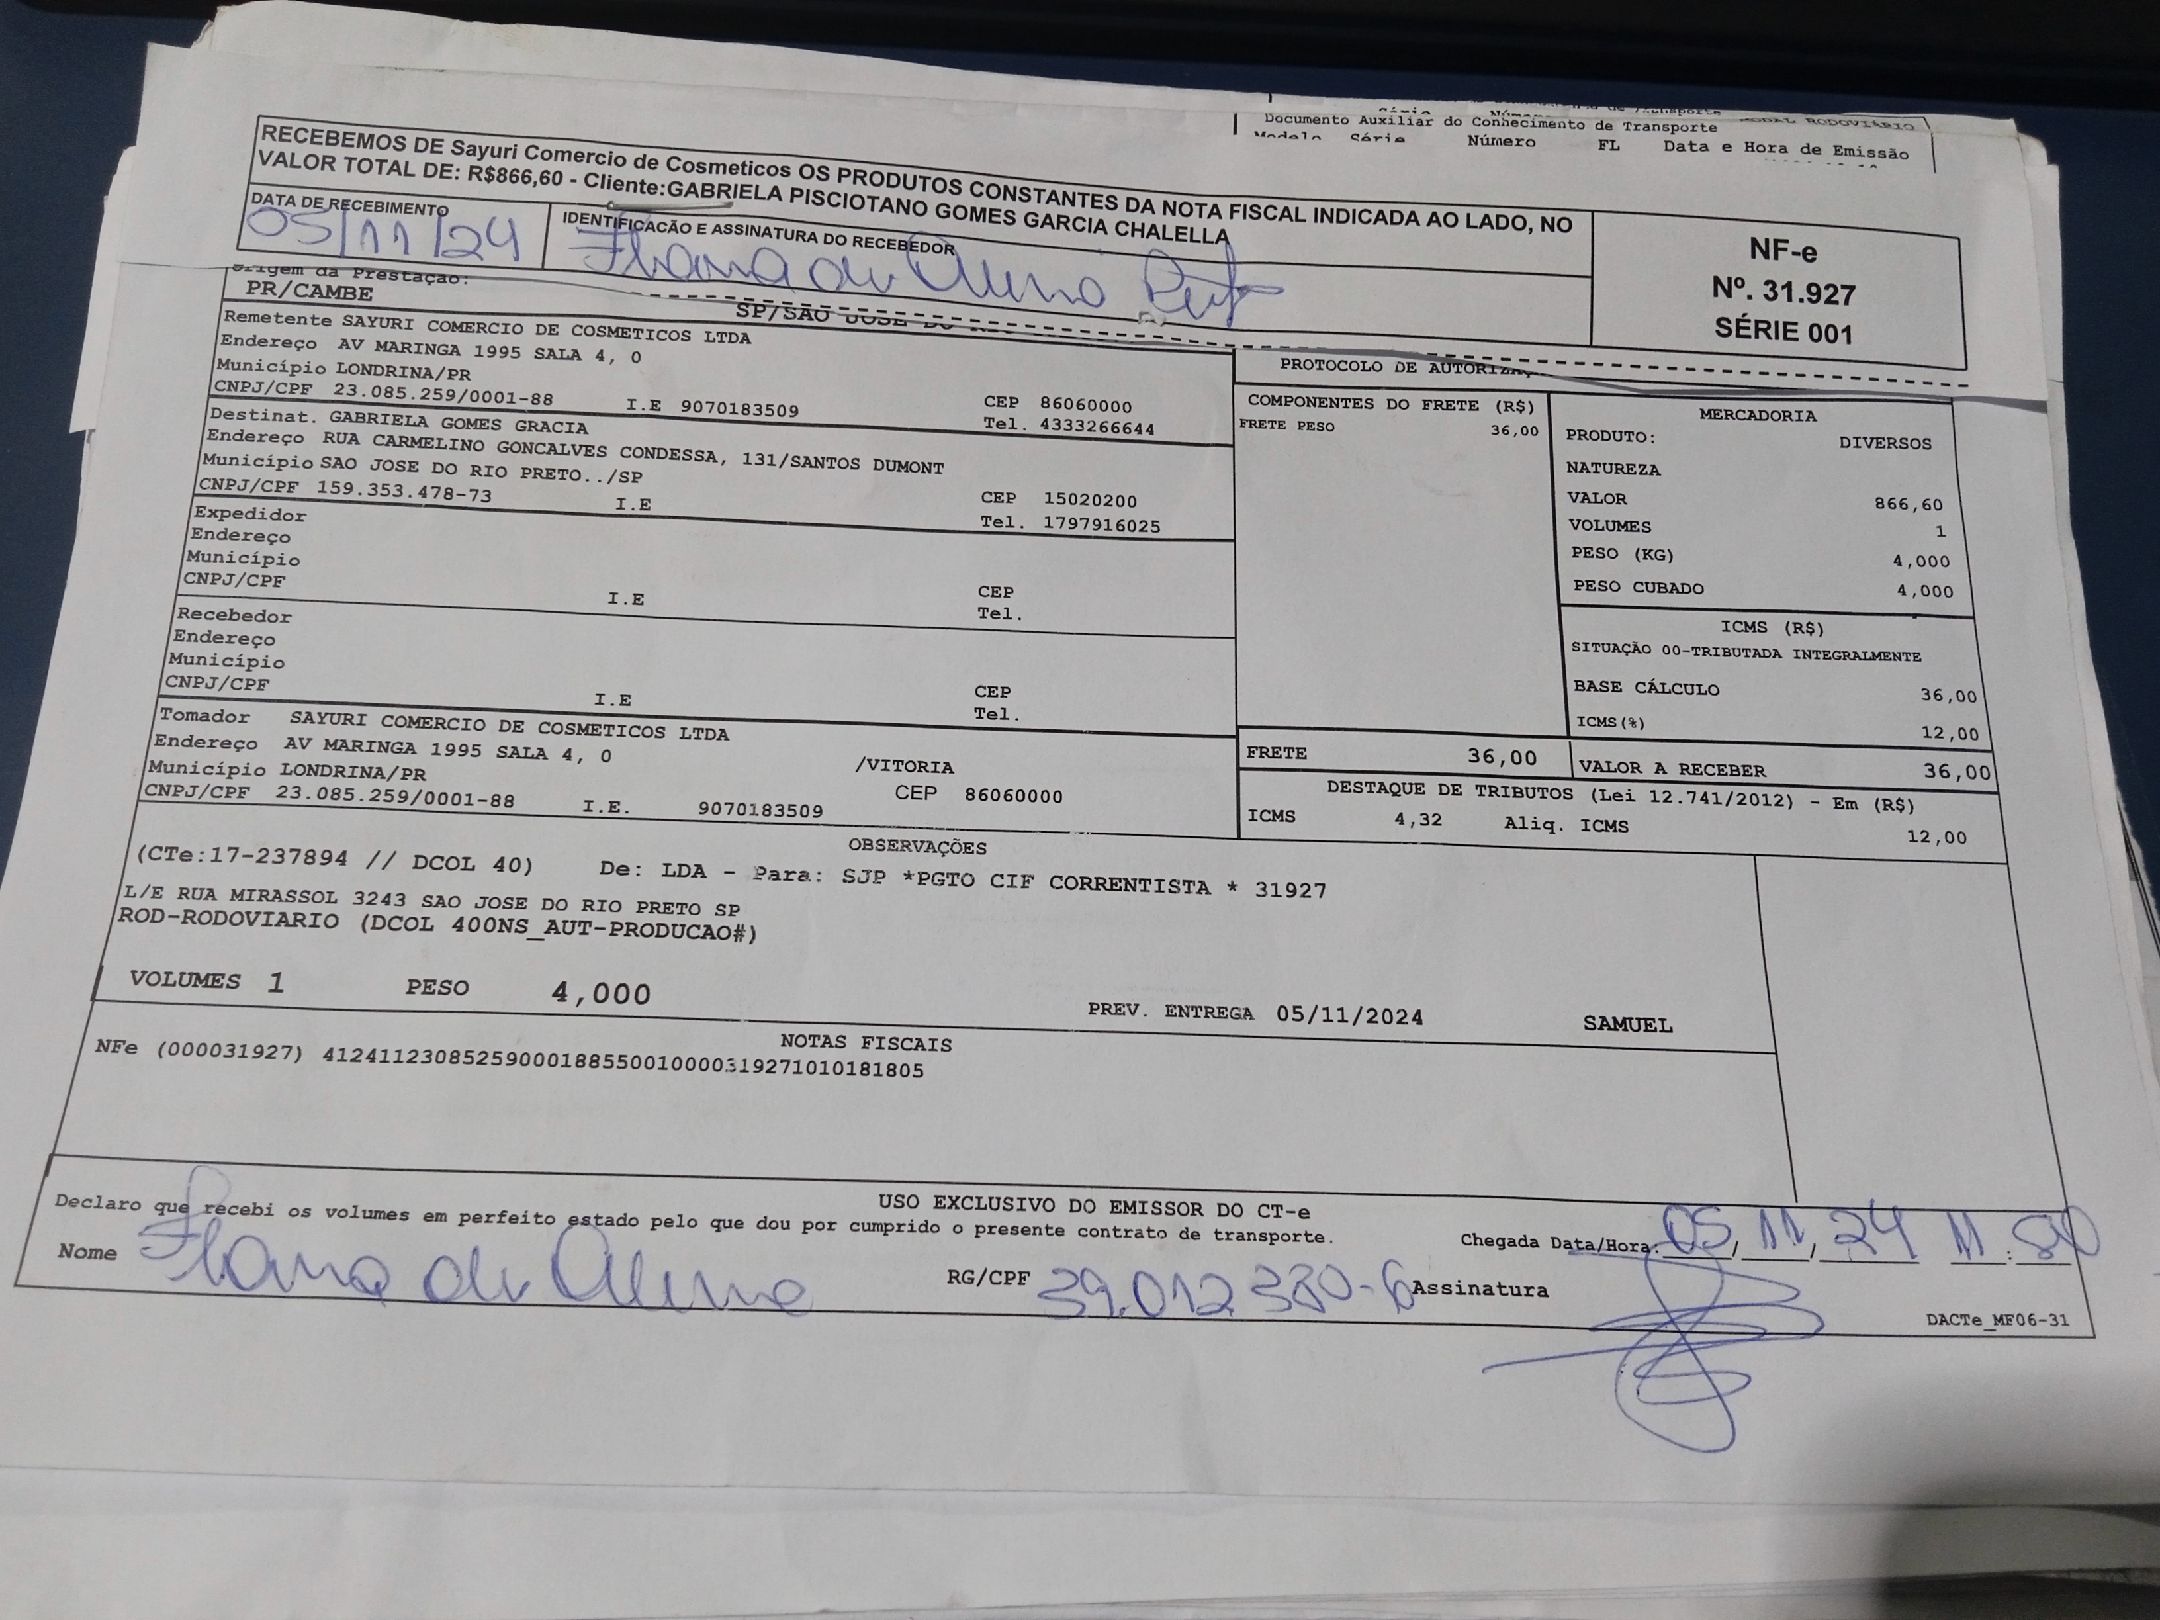 Documento Auxiliar do Conhecimento de Transporte MODAL RODOVIÁRIO
Modelo Série Número FL Data e Hora de Emissão
RECEBEMOS DE Sayuri Comercio de Cosmeticos OS PRODUTOS CONSTANTES DA NOTA FISCAL INDICADA AO LADO, NO
VALOR TOTAL DE: R$866,60 - Cliente:GABRIELA PISCIOTANO GOMES GARCIA CHALELLA
DATA DE RECEBIMENTO
05/11/24
IDENTIFICAÇÃO E ASSINATURA DO RECEBEDOR
NF-e
Nº. 31.927
SÉRIE 001
Origem da Prestação:
PR/CAMBE
SP/SAO JOSE DO
Remetente SAYURI COMERCIO DE COSMETICOS LTDA
Endereço AV MARINGA 1995 SALA 4, 0
Município LONDRINA/PR
CEP 86060000
CNPJ/CPF 23.085.259/0001-88 I.E 9070183509 Tel. 4333266644
Destinat. GABRIELA GOMES GRACIA
Endereço RUA CARMELINO GONCALVES CONDESSA, 131/SANTOS DUMONT
Município SAO JOSE DO RIO PRETO../SP CEP 15020200
CNPJ/CPF 159.353.478-73 I.E Tel. 1797916025
Expedidor
Endereço
Município CEP
CNPJ/CPF I.E Tel.
Recebedor
Endereço
Município CEP
CNPJ/CPF I.E Tel.
Tomador SAYURI COMERCIO DE COSMETICOS LTDA
Endereço AV MARINGA 1995 SALA 4, 0 /VITORIA
Município LONDRINA/PR CEP 86060000
CNPJ/CPF 23.085.259/0001-88 I.E. 9070183509
PROTOCOLO DE
COMPONENTES DO FRETE (R$)
FRETE PESO 36,00
MERCADORIA
PRODUTO: DIVERSOS
NATUREZA
VALOR 866,60
VOLUMES 1
PESO (KG) 4,000
PESO CUBADO 4,000
ICMS (R$)
SITUAÇÃO 00-TRIBUTADA INTEGRALMENTE
BASE CÁLCULO 36,00
ICMS(%) 12,00
FRETE 36,00 VALOR A RECEBER 36,00
DESTAQUE DE TRIBUTOS (Lei 12.741/2012) - Em (R$)
ICMS 4,32 Aliq. ICMS 12,00
OBSERVAÇÕES
(CTe:17-237894 // DCOL 40) De: LDA - Para: SJP *PGTO CIF CORRENTISTA * 31927
L/E RUA MIRASSOL 3243 SAO JOSE DO RIO PRETO SP
ROD-RODOVIARIO (DCOL 400NS_AUT-PRODUCAO#)
VOLUMES 1 PESO 4,000 PREV. ENTREGA 05/11/2024 SAMUEL
NOTAS FISCAIS
NFe (000031927) 41241123085259000188550010000319271010181805
USO EXCLUSIVO DO EMISSOR DO CT-e
Declaro que recebi os volumes em perfeito estado pelo que dou por cumprido o presente contrato de transporte.
Chegada Data/Hora: 05/11/24 11:
Nome RG/CPF 39.012.380-6 Assinatura
DACTe_MF06-31